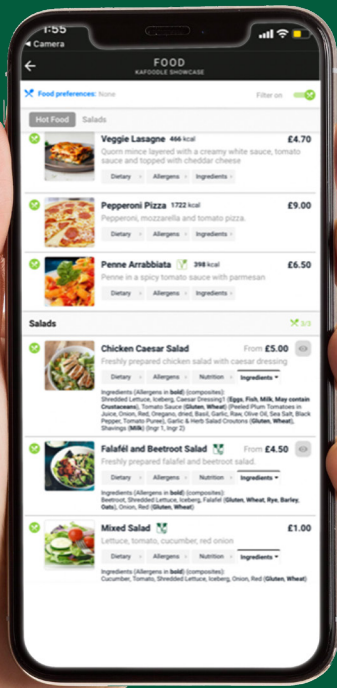 1:55
Camera
FOOD
KAFOODLE SHOWCASE
Food preferences: None
Filter on
Hot Food Salads
Veggie Lasagne 466 kcal £4.70
Quorn mince layered with a creamy white sauce, tomato
sauce and topped with cheddar cheese
Dietary Allergens Ingredients
Pepperoni Pizza 1722 kcal £9.00
Pepperoni, mozzarella and tomato pizza.
Dietary Allergens Ingredients
Penne Arrabbiata 398 kcal £6.50
Penne in a spicy tomato sauce with parmesan
Dietary Allergens Ingredients
Salads 3/3
Chicken Caesar Salad From £5.00
Freshly prepared chicken salad with caesar dressing
Dietary Allergens Nutrition Ingredients
Ingredients (Allergens in bold) (composites):
Shredded Lettuce, Iceberg, Caesar Dressing1 (Eggs, Fish, Milk, May contain
Crustaceans), Tomato Sauce (Gluten, Wheat) (Peeled Plum Tomatoes in
Juice, Onion, Red, Oregano, dried, Basil, Garlic, Raw, Olive Oil, Sea Salt, Black
Pepper, Tomato Puree), Garlic & Herb Salad Croutons (Gluten, Wheat),
Shavings (Milk) (Ingr 1, Ingr 2)
Falafél and Beetroot Salad From £4.50
Freshly prepared falafel and beetroot salad.
Dietary Allergens Nutrition Ingredients
Ingredients (Allergens in bold) (composites):
Beetroot, Shredded Lettuce, Iceberg, Falafel (Gluten, Wheat, Rye, Barley,
Oats), Onion, Red (Gluten, Wheat)
Mixed Salad £1.00
Lettuce, tomato, cucumber, red onion
Dietary Allergens Nutrition Ingredients
Ingredients (Allergens in bold) (composites):
Cucumber, Tomato, Shredded Lettuce, Iceberg, Onion, Red (Gluten, Wheat)